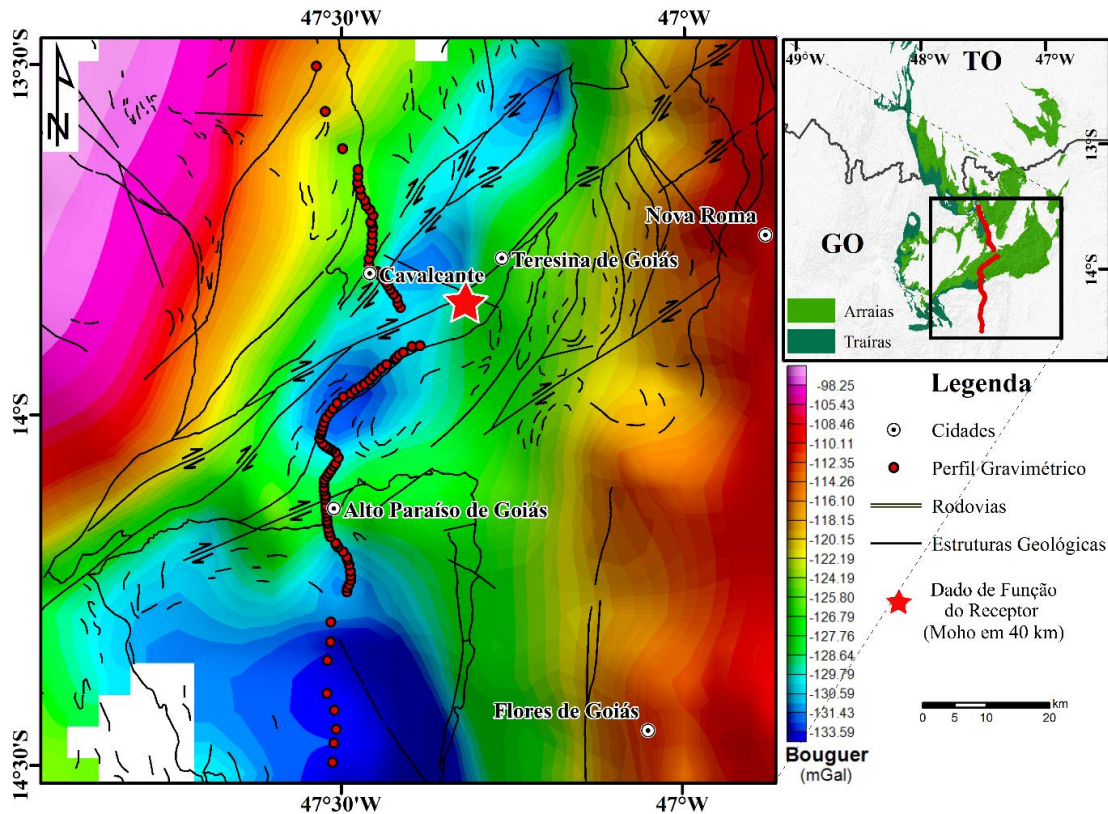 47°30'W
47°W
13°30'S
14°S
14°30'S
N
Nova Roma
Teresina de Goiás
Cavalcante
Alto Paraíso de Goiás
Flores de Goiás
47°30'W
47°W
49°W
48°W
47°W
TO
13°S
GO
14°S
Arraias
Traíras
-98.25
-105.43
-108.46
-110.11
-112.35
-114.26
-116.10
-118.15
-120.15
-122.19
-124.19
-125.80
-126.79
-127.76
-128.64
-129.79
-130.59
-131.43
-133.59
Bouguer
(mGal)
Legenda
Cidades
Perfil Gravimétrico
Rodovias
Estruturas Geológicas
Dado de Função
do Receptor
(Moho em 40 km)
km
0 5 10 20